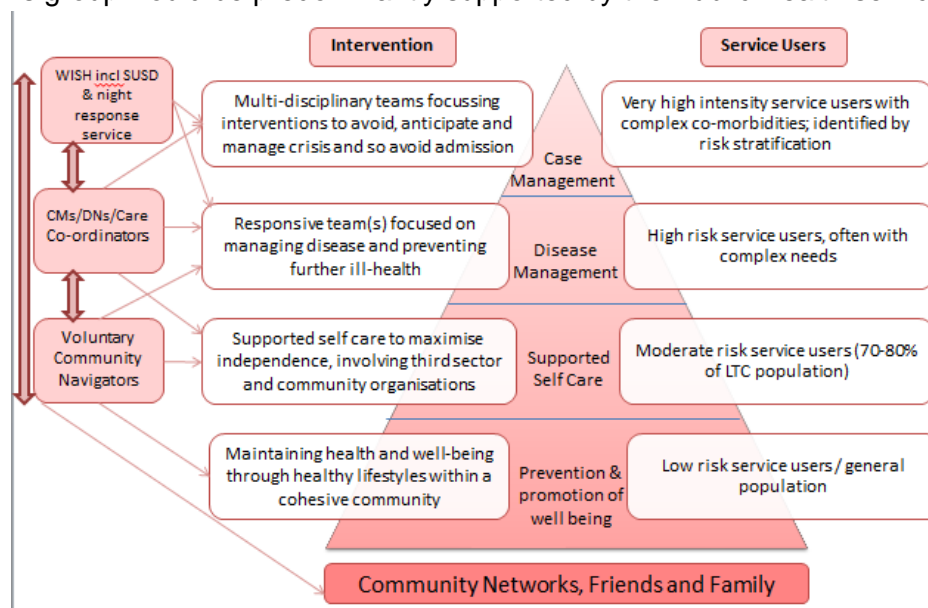 Intervention
Service Users
WISH incl SUSD
& night
response
service
Multi-disciplinary teams focussing
interventions to avoid, anticipate and
manage crisis and so avoid admission
Case
Management
Very high intensity service users with
complex co-morbidities; identified by
risk stratification
CMs/DNs/Care
Co-ordinators
Responsive team(s) focused on
managing disease and preventing
further ill-health
Disease
Management
High risk service users, often with
complex needs
Voluntary
Community
Navigators
Supported self care to maximise
independence, involving third sector
and community organisations
Supported
Self Care
Moderate risk service users (70-80%
of LTC population)
Maintaining health and well-being
through healthy lifestyles within a
cohesive community
Prevention &
promotion of
well being
Low risk service users / general
population
Community Networks, Friends and Family